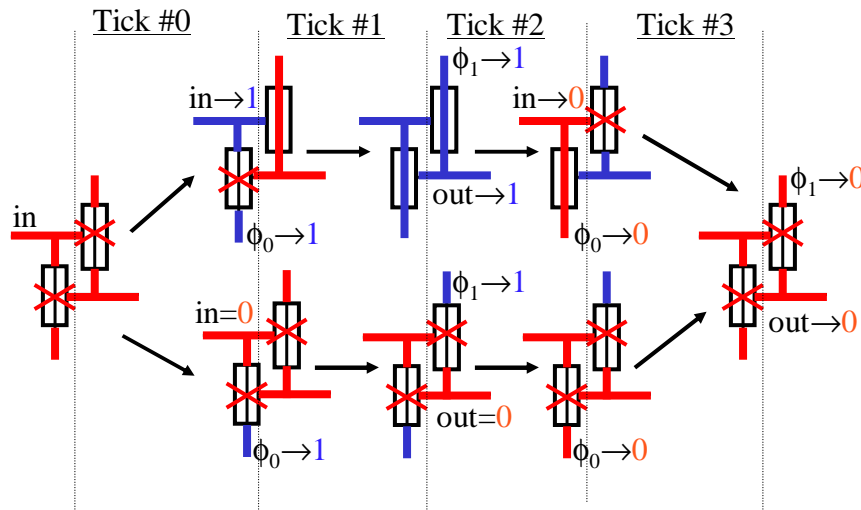 Tick #0
Tick #1
Tick #2
Tick #3
ϕ₁→1
in→1
in→0
ϕ₁→0
in
out→1
ϕ₀→1
ϕ₀→0
ϕ₁→1
in=0
out→0
out=0
ϕ₀→1
ϕ₀→0